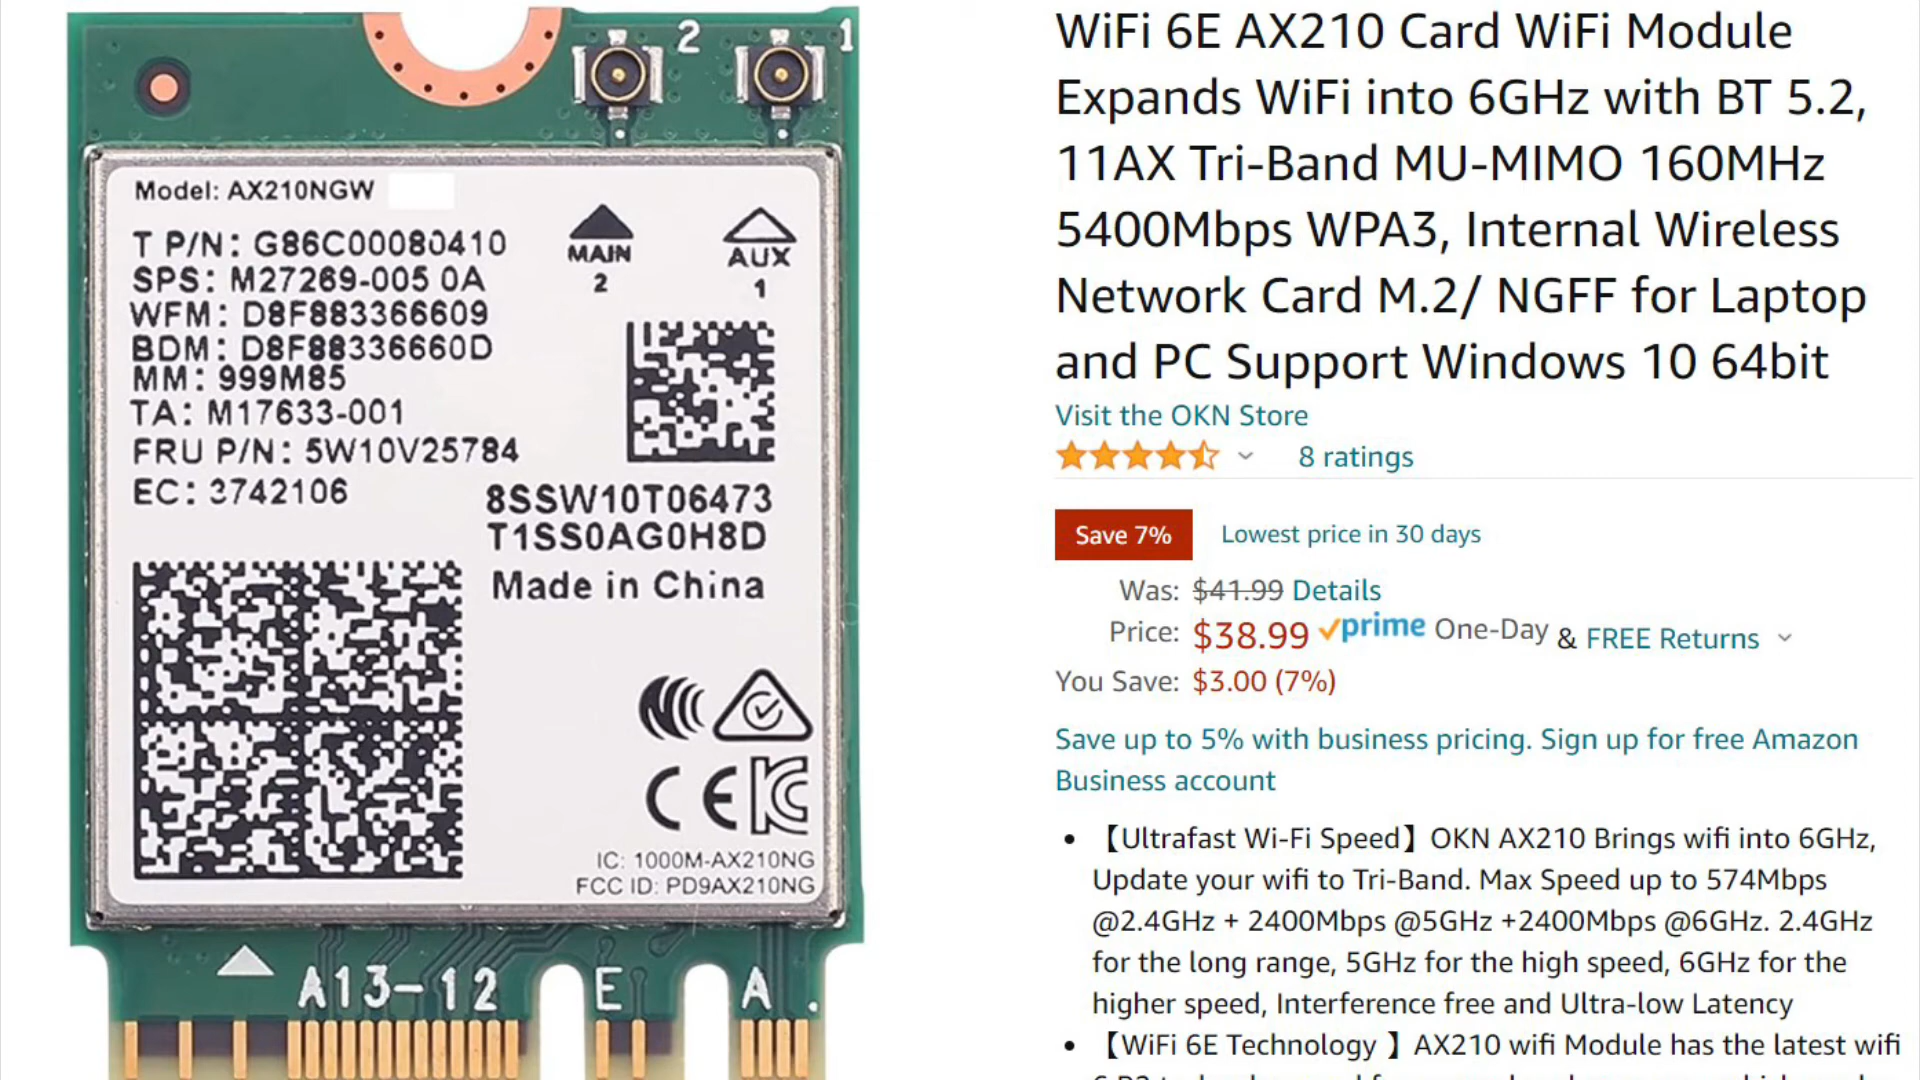 2 1
Model: AX210NGW
T P/N: G86C00080410
SPS: M27269-005 0A
WFM: D8F883366609
BDM: D8F88336660D
MM: 999M85
TA: M17633-001
FRU P/N: 5W10V25784
EC: 3742106
MAIN
2
AUX
1
8SSW10T06473
T1SS0AG0H8D
Made in China
CE
IC: 1000M-AX210NG
FCC ID: PD9AX210NG
A13-12 E A .
WiFi 6E AX210 Card WiFi Module
Expands WiFi into 6GHz with BT 5.2,
11AX Tri-Band MU-MIMO 160MHz
5400Mbps WPA3, Internal Wireless
Network Card M.2/ NGFF for Laptop
and PC Support Windows 10 64bit
Visit the OKN Store
8 ratings
Save 7% Lowest price in 30 days
Was: $41.99 Details
Price: $38.99 prime One-Day & FREE Returns
You Save: $3.00 (7%)
Save up to 5% with business pricing. Sign up for free Amazon
Business account
• 【Ultrafast Wi-Fi Speed】OKN AX210 Brings wifi into 6GHz,
Update your wifi to Tri-Band. Max Speed up to 574Mbps
@2.4GHz + 2400Mbps @5GHz +2400Mbps @6GHz. 2.4GHz
for the long range, 5GHz for the high speed, 6GHz for the
higher speed, Interference free and Ultra-low Latency
• 【WiFi 6E Technology 】AX210 wifi Module has the latest wifi